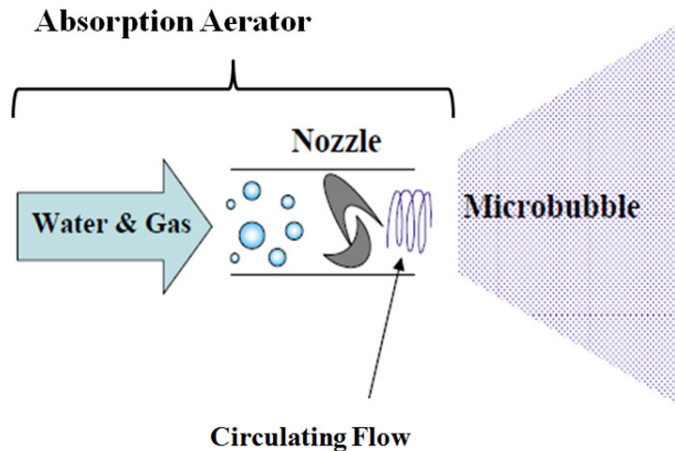 Absorption Aerator
Nozzle
Water & Gas
Microbubble
Circulating Flow